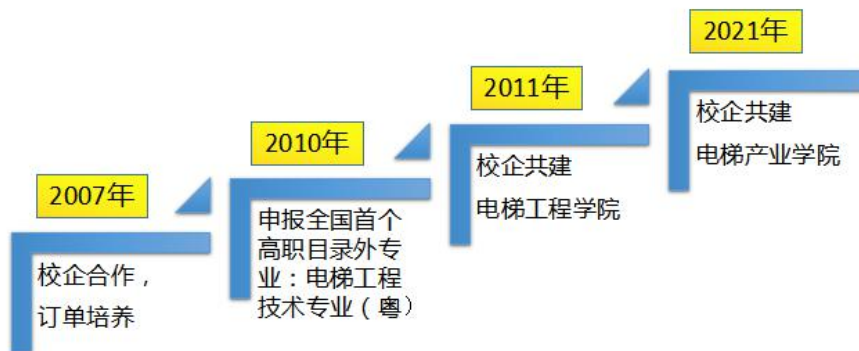 2007年
校企合作，
订单培养
2010年
申报全国首个
高职目录外专
业：电梯工程
技术专业（粤）
2011年
校企共建
电梯工程学院
2021年
校企共建
电梯产业学院